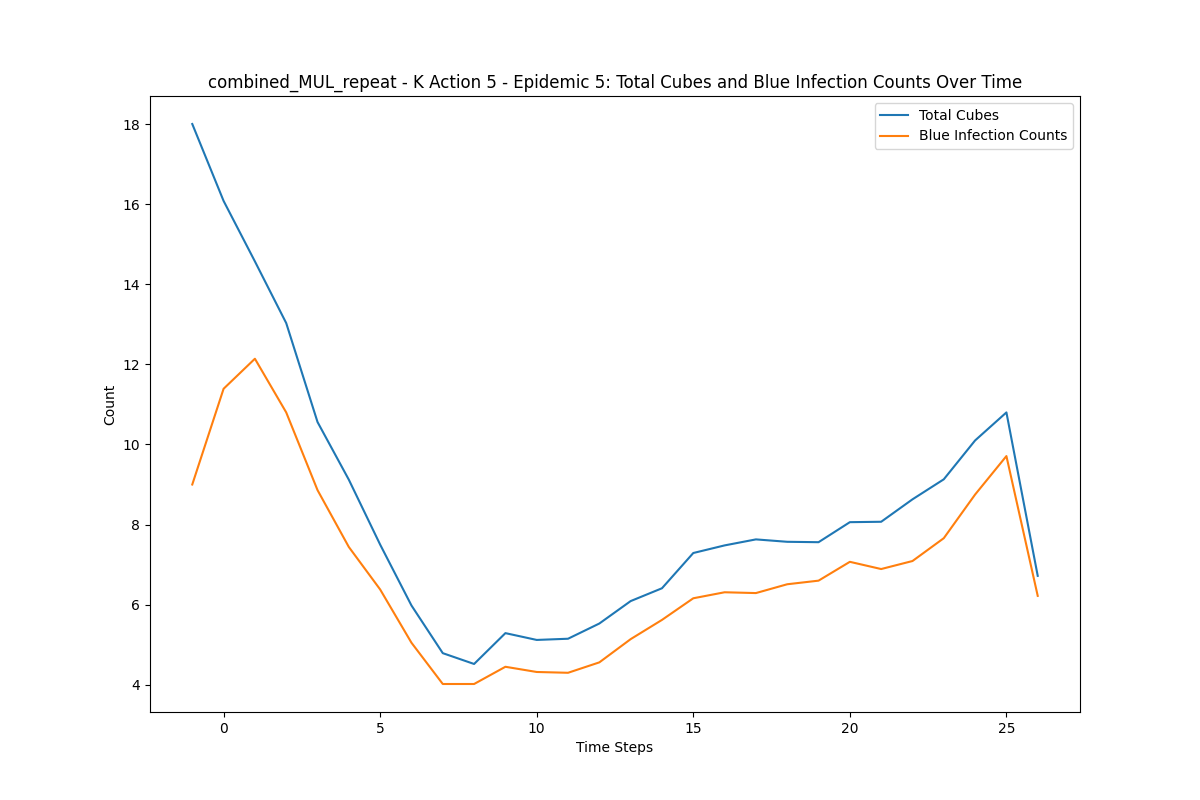 combined_MUL_repeat - K Action 5 - Epidemic 5: Total Cubes and Blue Infection Counts Over Time
Total Cubes
Blue Infection Counts
18
16
14
12
10
8
6
4
Count
0
5
10
15
20
25
Time Steps